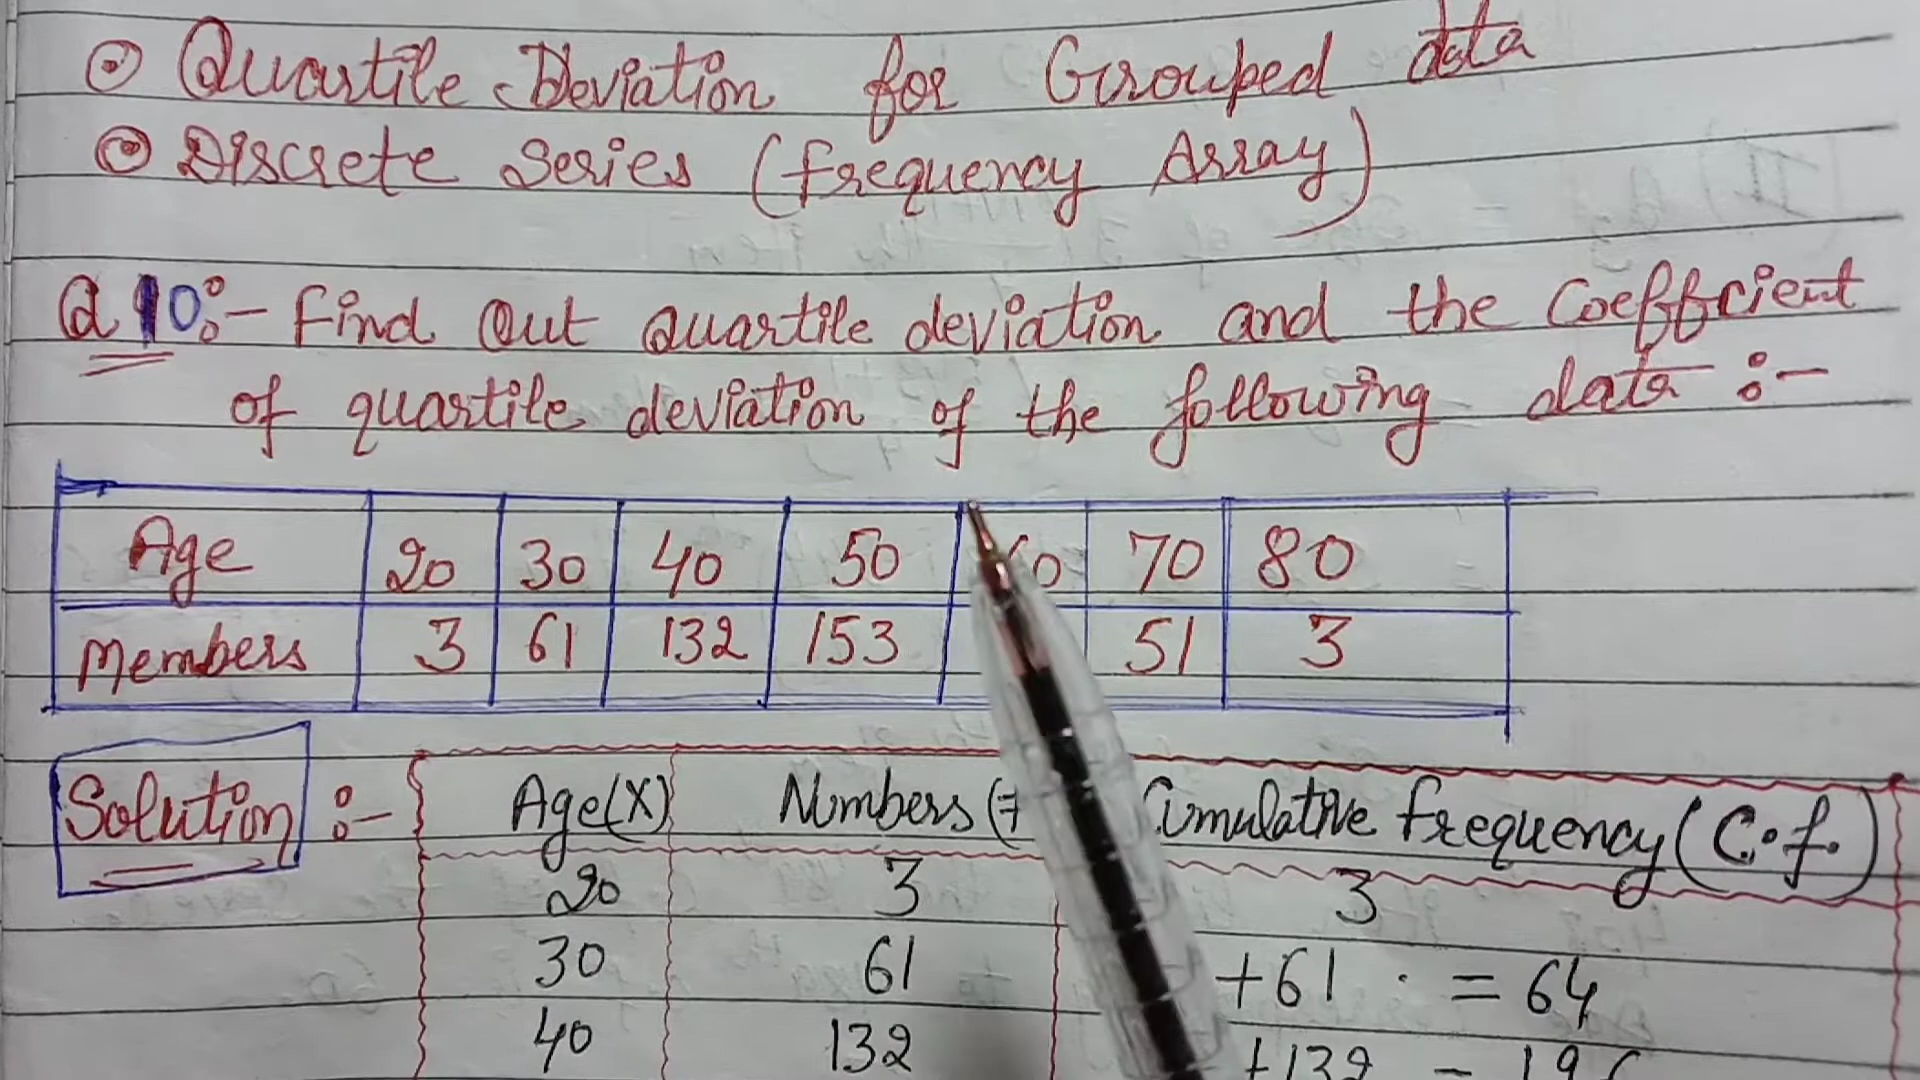 Quartile Deviation for Grouped data
Discrete Series (Frequency Array)
Q 10:- Find Out Quartile deviation and the Coefficient
of quartile deviation of the following data :-
Age 20 30 40 50 70 80
Members 3 61 132 153 51 3
Solution :- Age(X) Numbers Cumulative frequency (C.f.)
20 3 3
30 61 +61 = 64
40 132 +132 = 196